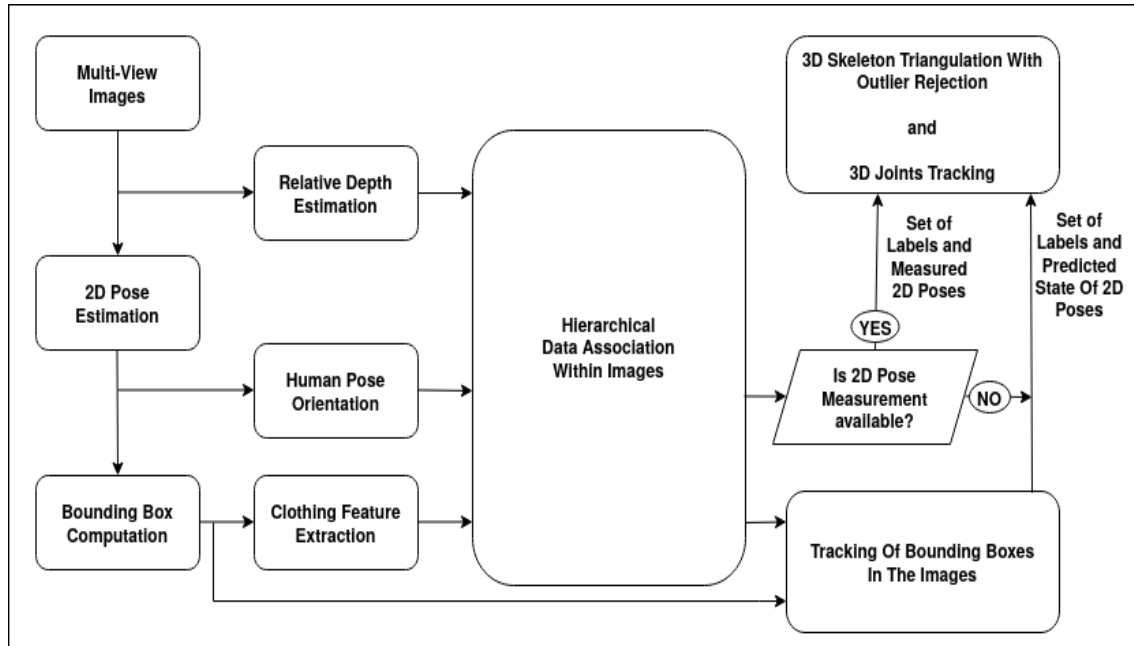 Multi-View
Images
Relative Depth
Estimation
2D Pose
Estimation
Human Pose
Orientation
Bounding Box
Computation
Clothing Feature
Extraction
Hierarchical
Data Association
Within Images
3D Skeleton Triangulation With
Outlier Rejection
and
3D Joints Tracking
Set of
Labels and
Measured
2D Poses
Set of
Labels and
Predicted
State Of 2D
Poses
YES
Is 2D Pose
Measurement
available?
NO
Tracking Of Bounding Boxes
In The Images